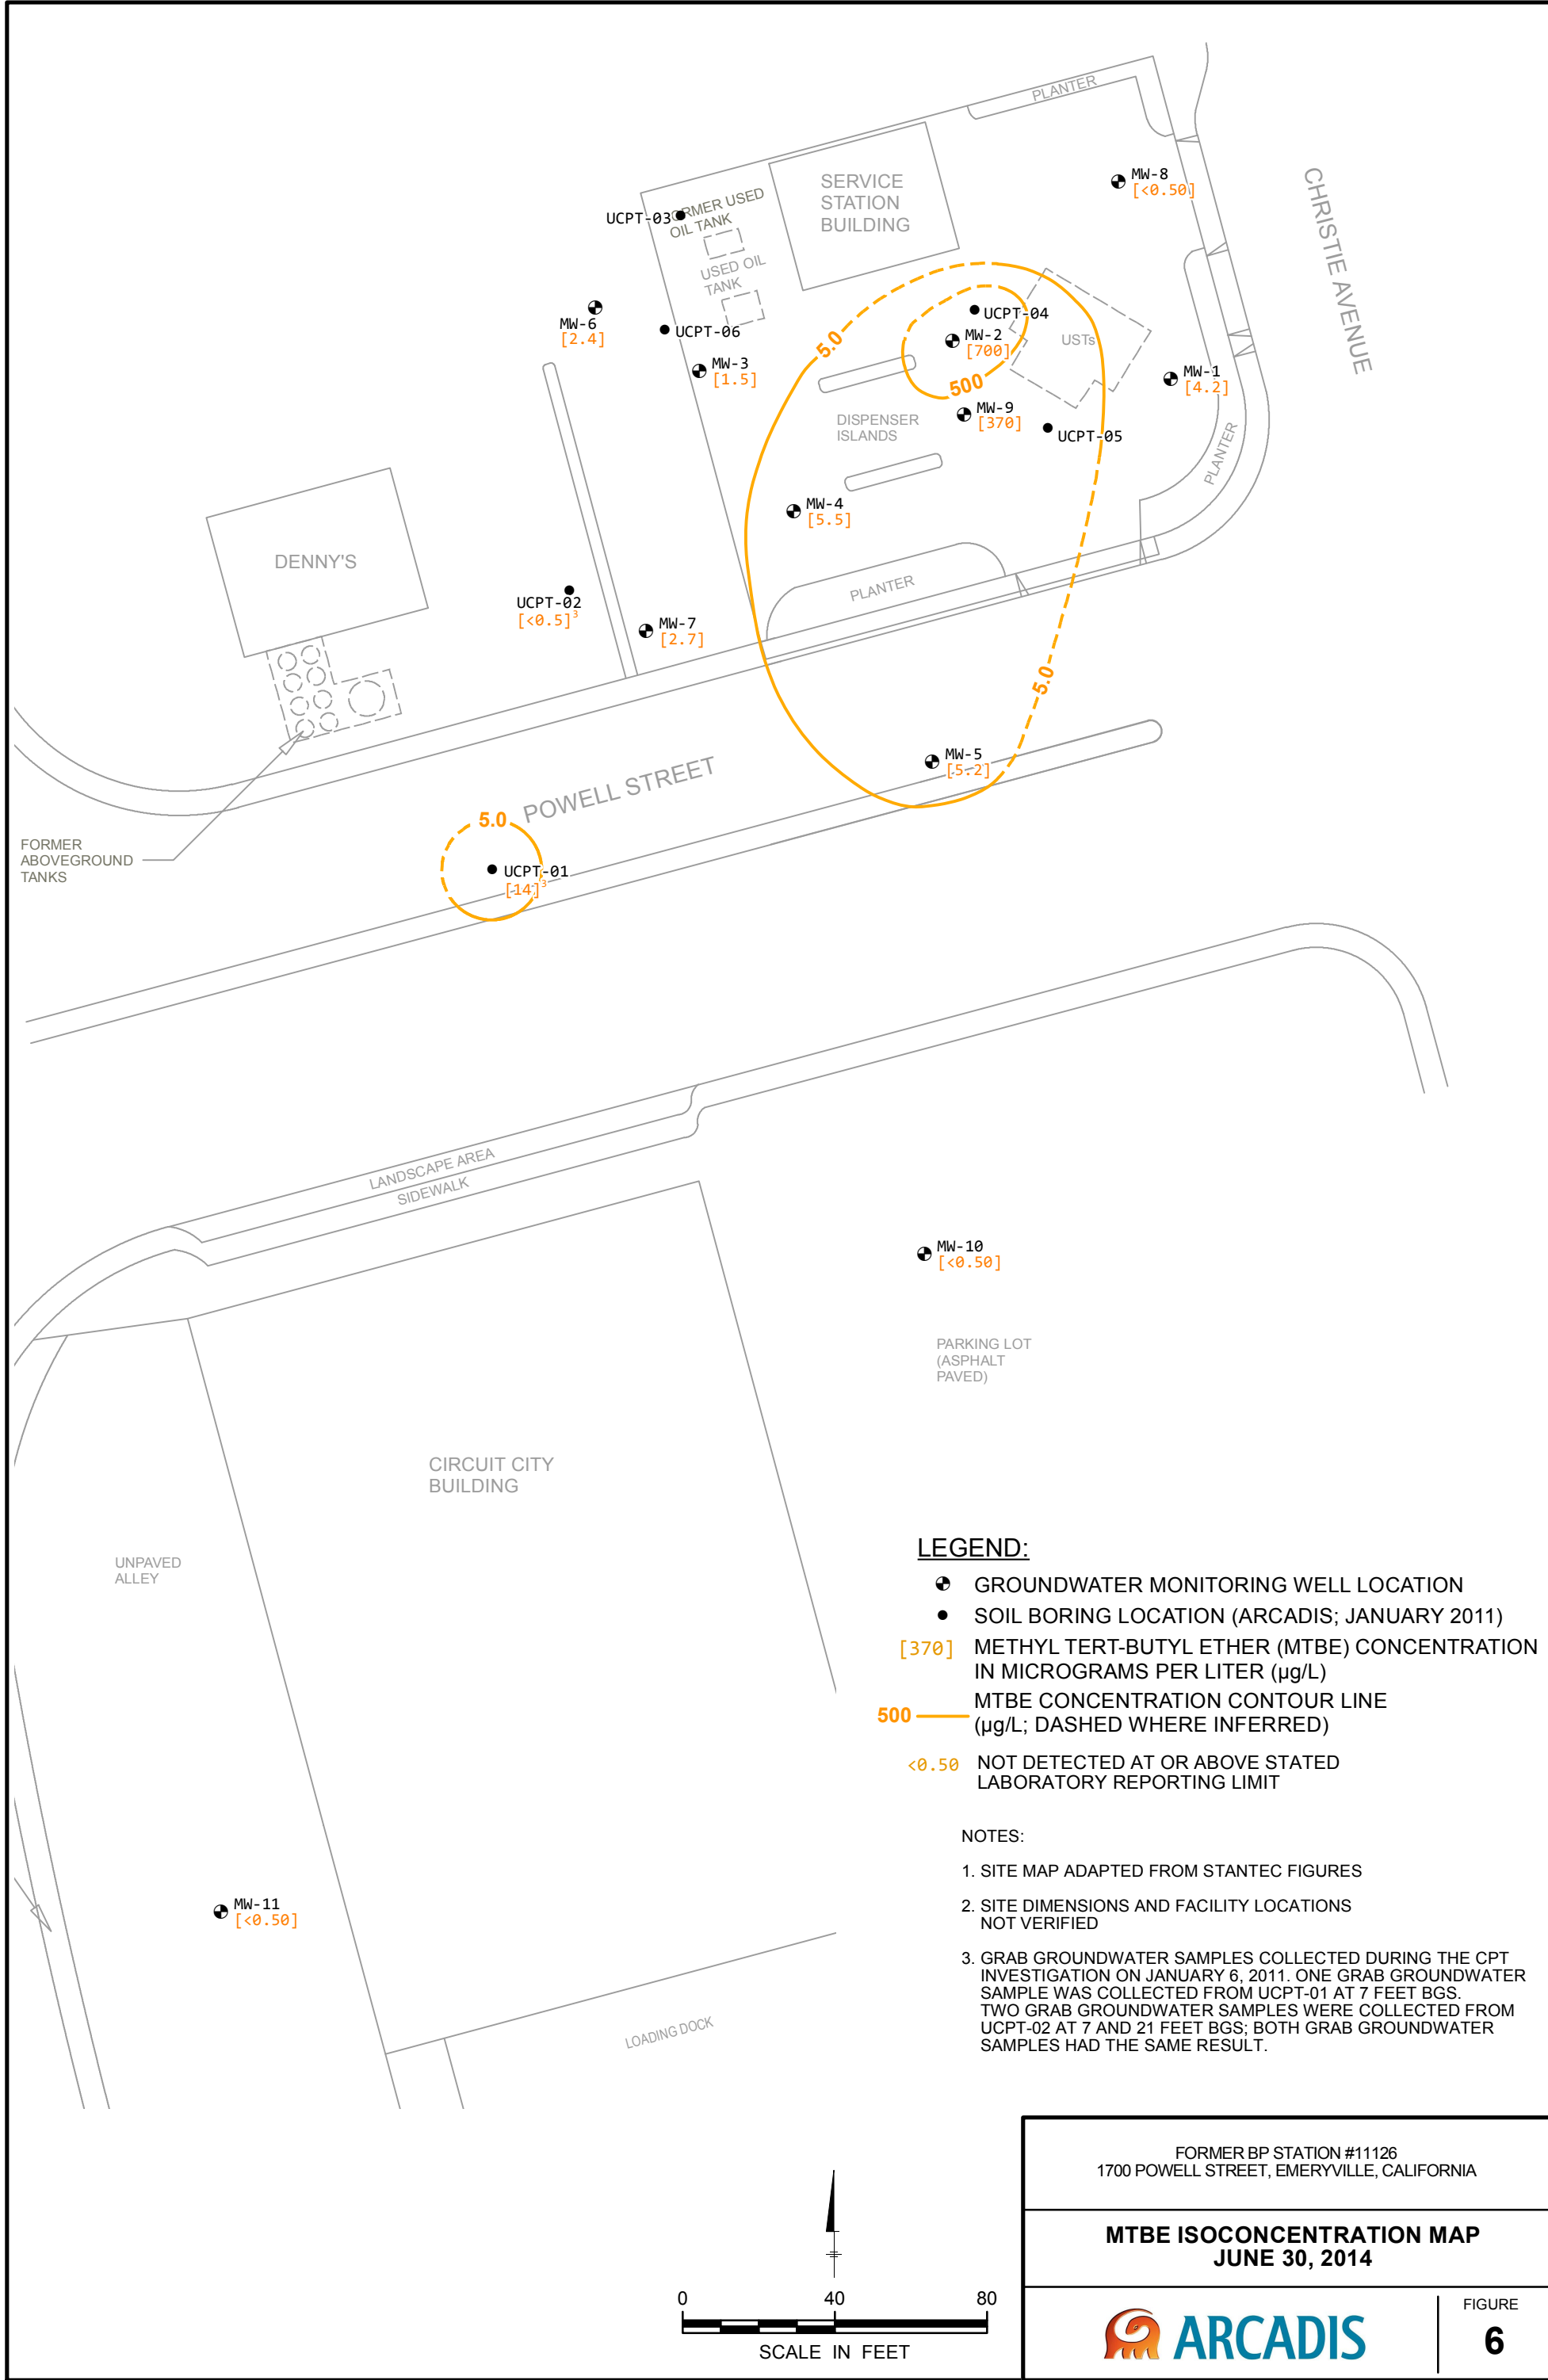 PLANTER
CHRISTIE AVENUE
MW-8
[<0.50]
SERVICE
STATION
BUILDING
UCPT-03
ORMER USED
OIL TANK
USED OIL
TANK
MW-6
[2.4]
UCPT-06
MW-3
[1.5]
5.0
UCPT-04
MW-2
[700]
500
USTs
MW-1
[4.2]
MW-9
[370]
DISPENSER
ISLANDS
UCPT-05
PLANTER
MW-4
[5.5]
DENNY'S
PLANTER
UCPT-02
[<0.5]3
MW-7
[2.7]
5.0
MW-5
[5.2]
POWELL STREET
5.0
UCPT-01
[14]3
FORMER
ABOVEGROUND
TANKS
LANDSCAPE AREA
SIDEWALK
MW-10
[<0.50]
PARKING LOT
(ASPHALT
PAVED)
CIRCUIT CITY
BUILDING
UNPAVED
ALLEY
MW-11
[<0.50]
LOADING DOCK
LEGEND:
GROUNDWATER MONITORING WELL LOCATION
SOIL BORING LOCATION (ARCADIS; JANUARY 2011)
[370] METHYL TERT-BUTYL ETHER (MTBE) CONCENTRATION
IN MICROGRAMS PER LITER (µg/L)
500 MTBE CONCENTRATION CONTOUR LINE
(µg/L; DASHED WHERE INFERRED)
<0.50 NOT DETECTED AT OR ABOVE STATED
LABORATORY REPORTING LIMIT
NOTES:
1. SITE MAP ADAPTED FROM STANTEC FIGURES
2. SITE DIMENSIONS AND FACILITY LOCATIONS
NOT VERIFIED
3. GRAB GROUNDWATER SAMPLES COLLECTED DURING THE CPT
INVESTIGATION ON JANUARY 6, 2011. ONE GRAB GROUNDWATER
SAMPLE WAS COLLECTED FROM UCPT-01 AT 7 FEET BGS.
TWO GRAB GROUNDWATER SAMPLES WERE COLLECTED FROM
UCPT-02 AT 7 AND 21 FEET BGS; BOTH GRAB GROUNDWATER
SAMPLES HAD THE SAME RESULT.
0 40 80
SCALE IN FEET
FORMER BP STATION #11126
1700 POWELL STREET, EMERYVILLE, CALIFORNIA
MTBE ISOCONCENTRATION MAP
JUNE 30, 2014
ARCADIS
FIGURE
6